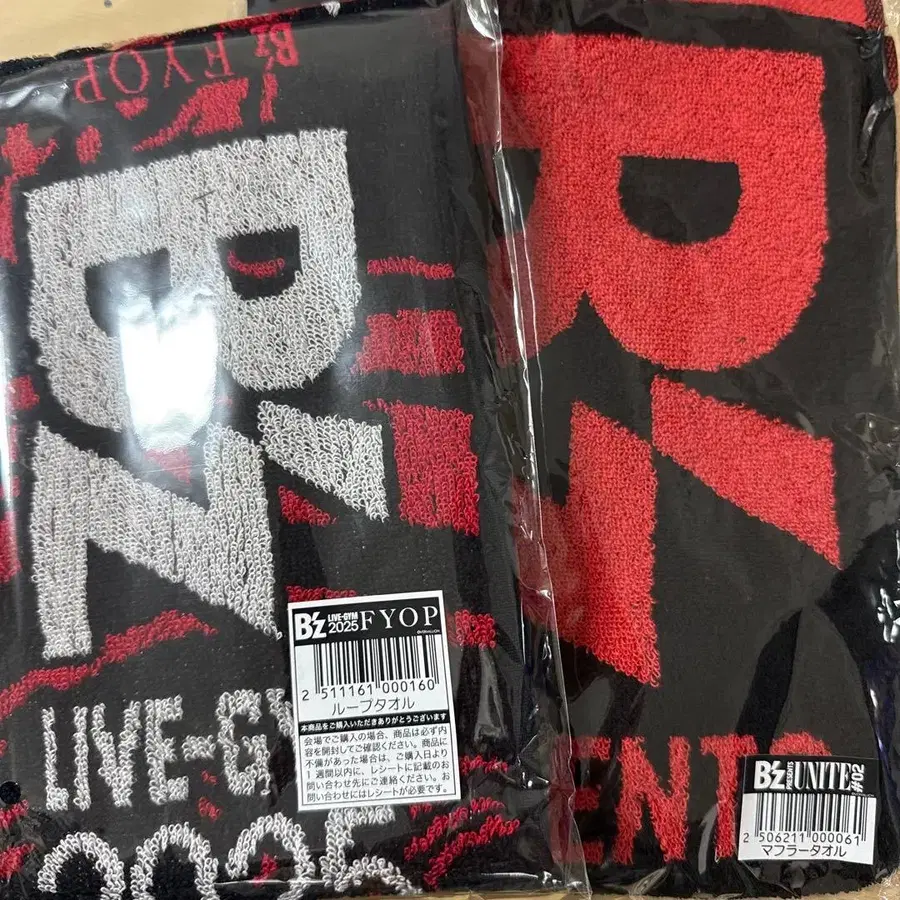 B'z FYOP
LIVE-GY
2025
B'z LIVE-GYM 2025 FYOP
2 511161 000160
ループタオル
本商品をご購入いただきありがとうございます
会場でご購入の場合、商品は必ず内
容を開封してご確認ください。商品に
不備があった場合は、ご購入日より
1週間以内に、レシートに記載のお
問い合わせ先にご連絡ください。お
問い合わせにはレシートが必要です。
ENTS
B'z PRESENTS UNITE #02
2 506211 000061
マフラータオル